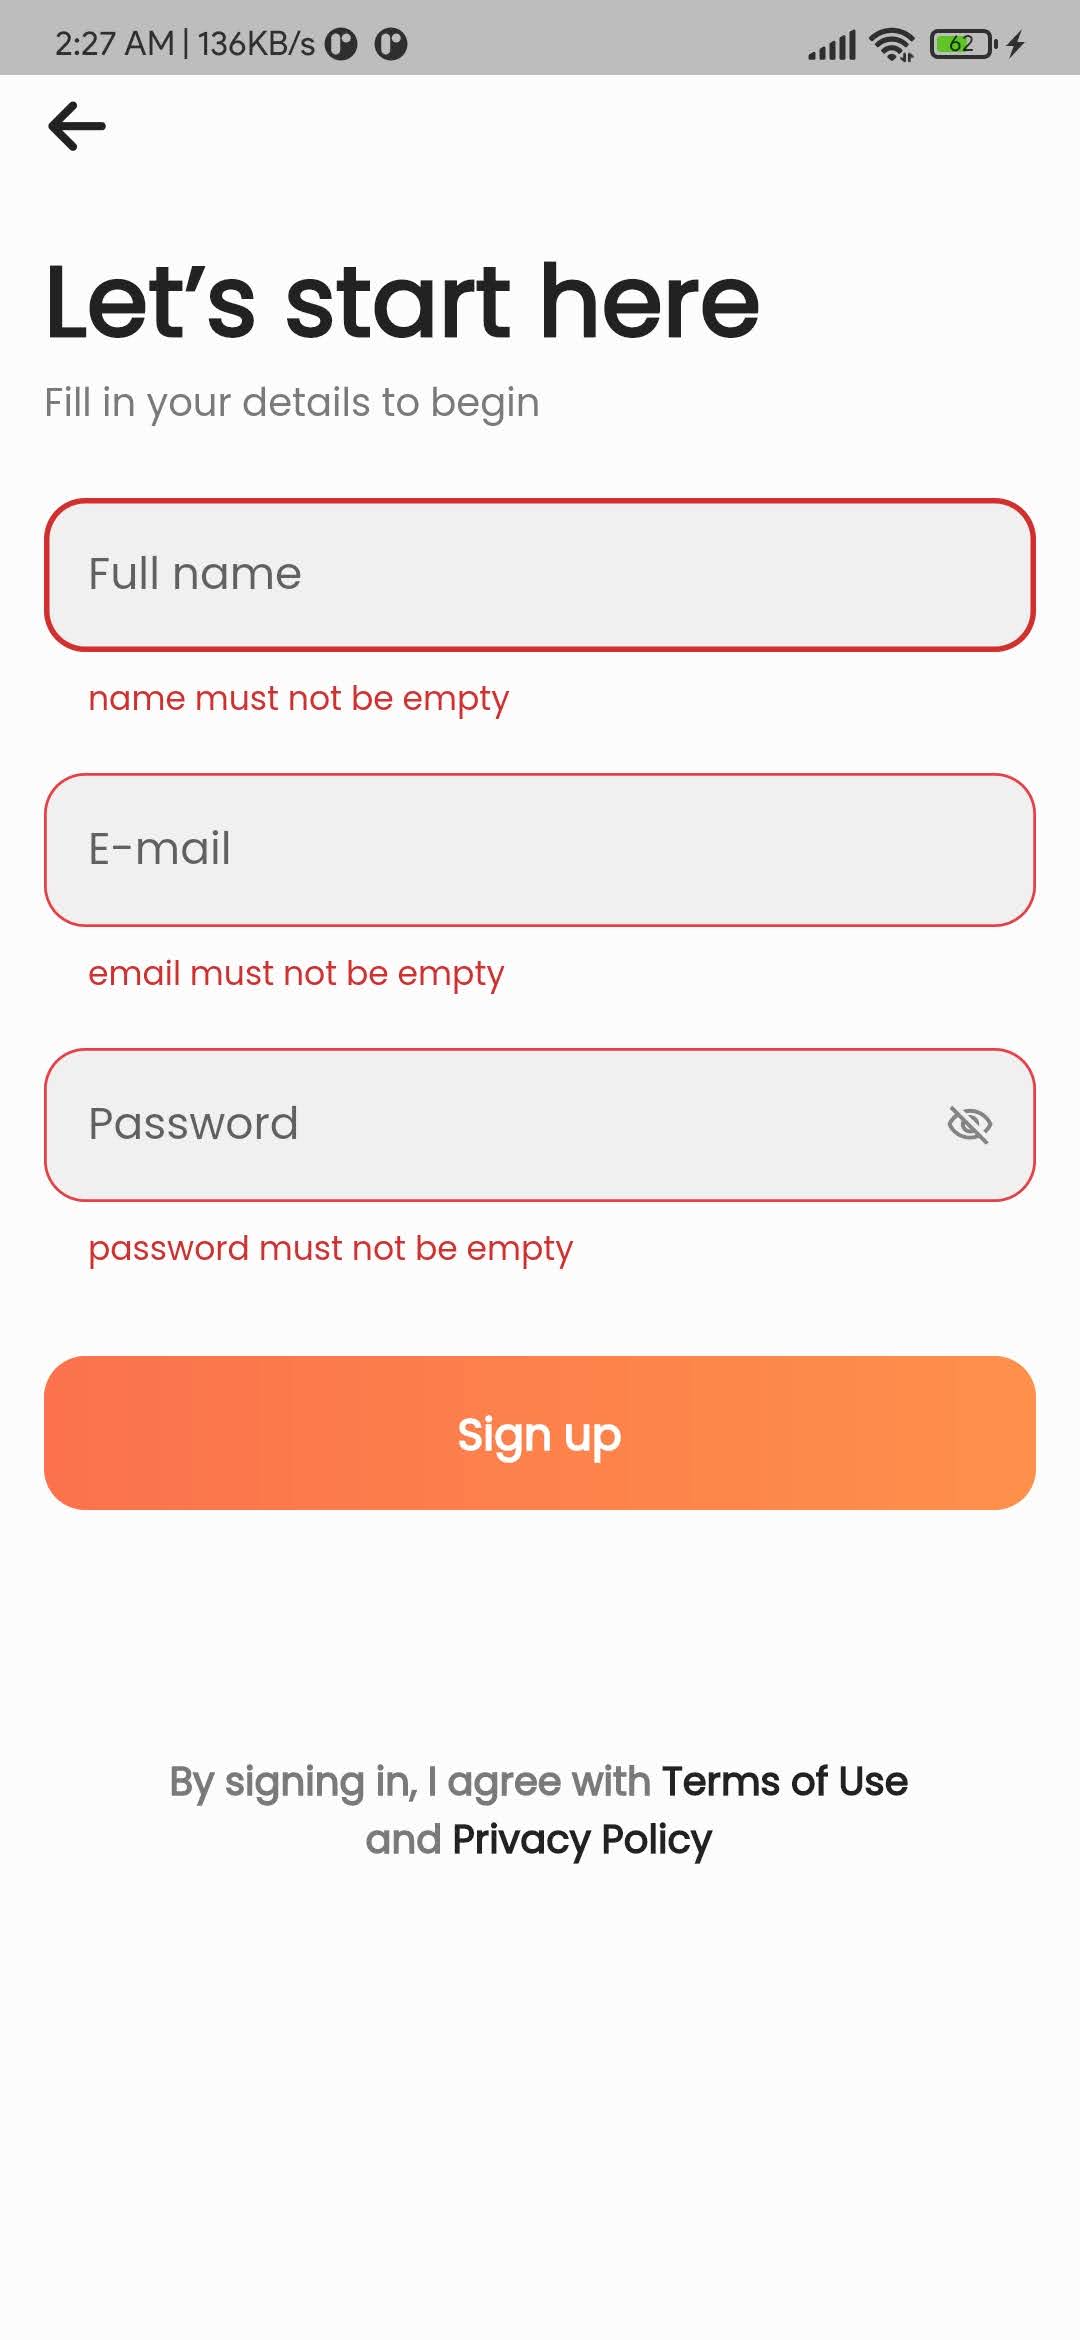 2:27 AM | 136KB/s
62
Let’s start here
Fill in your details to begin
Full name
name must not be empty
E-mail
email must not be empty
Password
password must not be empty
Sign up
By signing in, I agree with Terms of Use
and Privacy Policy